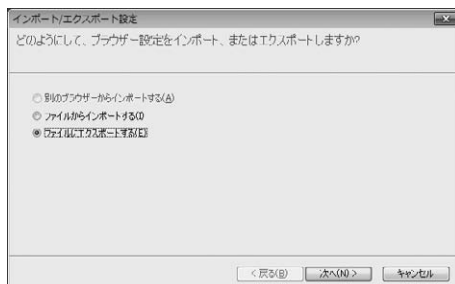 インポート/エクスポート設定
どのようにして、ブラウザー設定をインポート、またはエクスポートしますか?
別のブラウザーからインポートする(A)
ファイルからインポートする(I)
ファイルにエクスポートする(E)
< 戻る(B) 次へ(N) > キャンセル